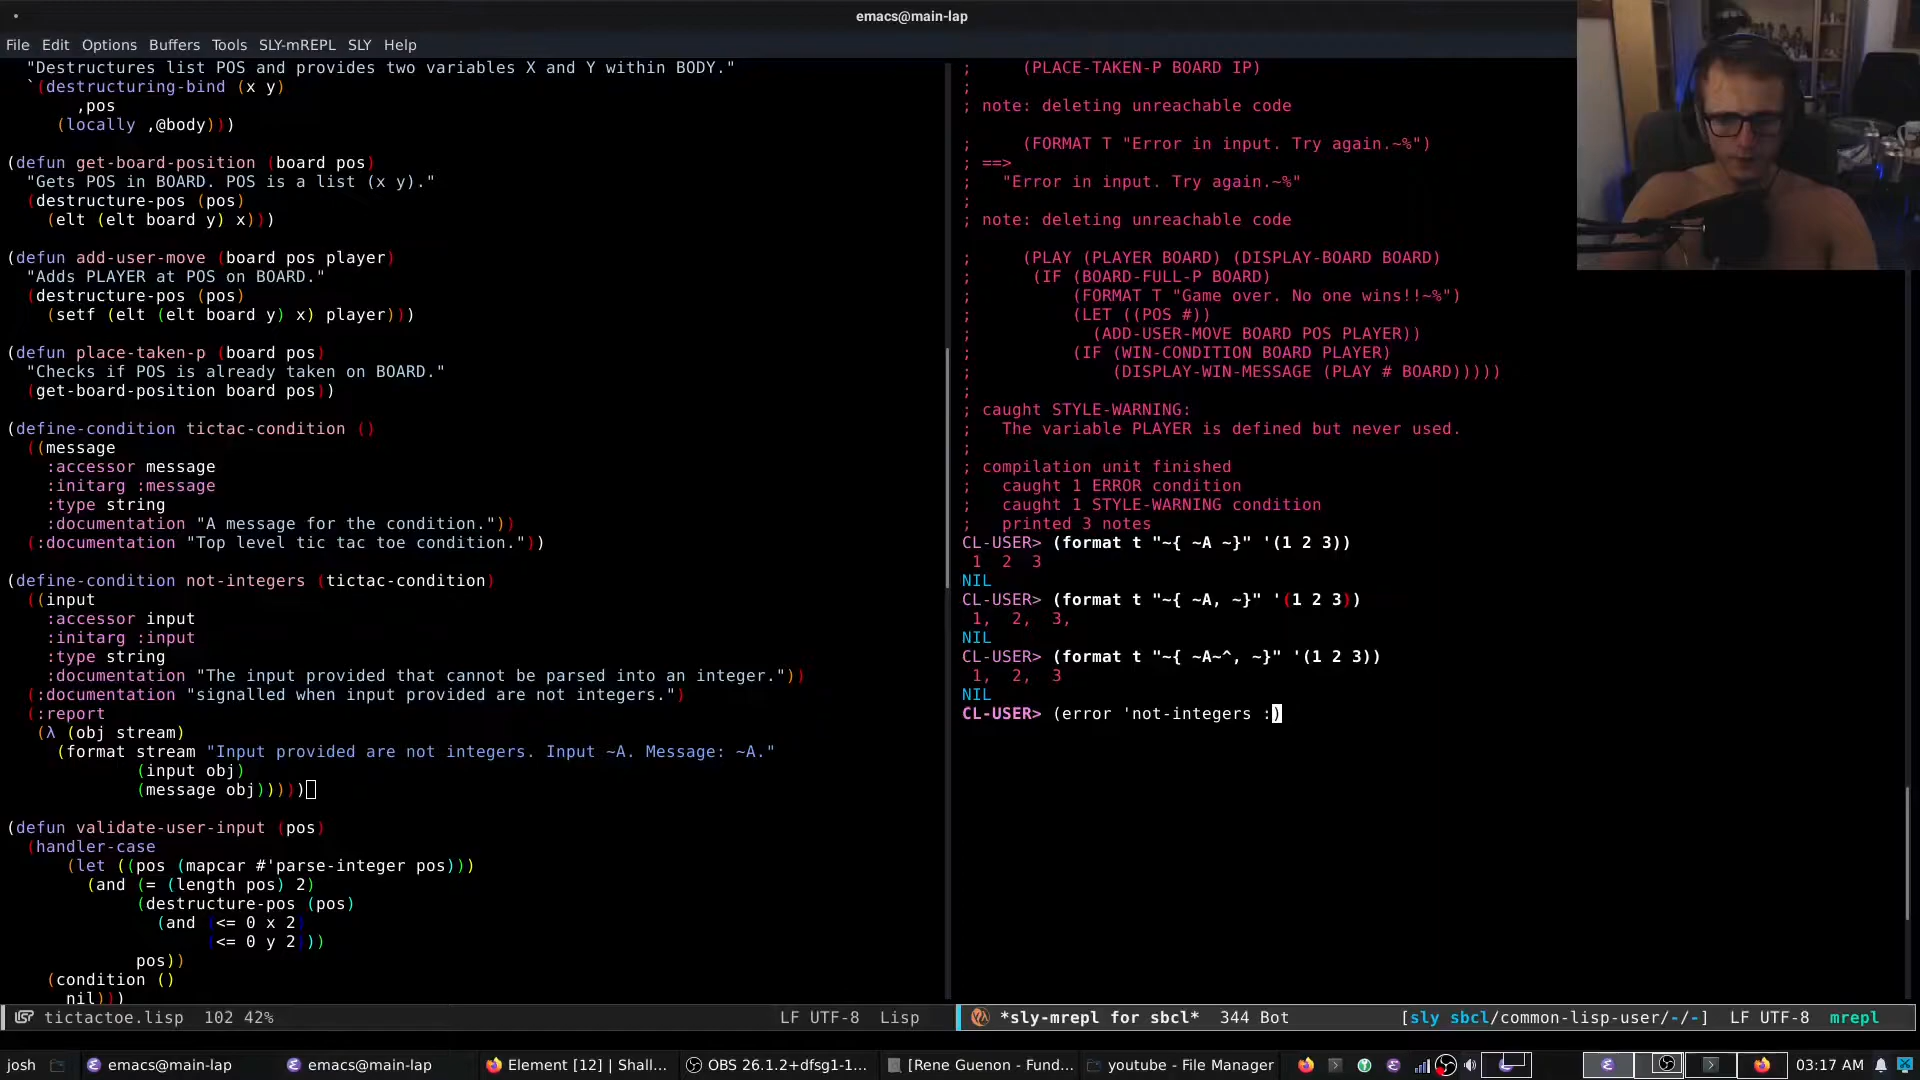 emacs@main-lap
File Edit Options Buffers Tools SLY-mREPL SLY Help
"Destructures list POS and provides two variables X and Y within BODY."
`(destructuring-bind (x y)
,pos
(locally ,@body)))
(defun get-board-position (board pos)
"Gets POS in BOARD. POS is a list (x y)."
(destructure-pos (pos)
(elt (elt board y) x)))
(defun add-user-move (board pos player)
"Adds PLAYER at POS on BOARD."
(destructure-pos (pos)
(setf (elt (elt board y) x) player)))
(defun place-taken-p (board pos)
"Checks if POS is already taken on BOARD."
(get-board-position board pos))
(define-condition tictac-condition ()
((message
:accessor message
:initarg :message
:type string
:documentation "A message for the condition."))
(:documentation "Top level tic tac toe condition."))
(define-condition not-integers (tictac-condition)
((input
:accessor input
:initarg :input
:type string
:documentation "The input provided that cannot be parsed into an integer."))
(:documentation "signalled when input provided are not integers.")
(:report
(λ (obj stream)
(format stream "Input provided are not integers. Input ~A. Message: ~A."
(input obj)
(message obj)))))
(defun validate-user-input (pos)
(handler-case
(let ((pos (mapcar #'parse-integer pos)))
(and (= (length pos) 2)
(destructure-pos (pos)
(and (<= 0 x 2)
(<= 0 y 2)))
pos))
(condition ()
nil)))
tictactoe.lisp 102 42% LF UTF-8 Lisp
; (PLACE-TAKEN-P BOARD IP)
;
; note: deleting unreachable code
;
; (FORMAT T "Error in input. Try again.~%")
; ==>
; "Error in input. Try again.~%"
;
; note: deleting unreachable code
;
; (PLAY (PLAYER BOARD) (DISPLAY-BOARD BOARD)
; (IF (BOARD-FULL-P BOARD)
; (FORMAT T "Game over. No one wins!!~%")
; (LET ((POS #))
; (ADD-USER-MOVE BOARD POS PLAYER))
; (IF (WIN-CONDITION BOARD PLAYER)
; (DISPLAY-WIN-MESSAGE (PLAY # BOARD)))))
;
; caught STYLE-WARNING:
; The variable PLAYER is defined but never used.
;
; compilation unit finished
; caught 1 ERROR condition
; caught 1 STYLE-WARNING condition
; printed 3 notes
CL-USER> (format t "~{ ~A ~}" '(1 2 3))
1 2 3
NIL
CL-USER> (format t "~{ ~A, ~}" '(1 2 3))
1, 2, 3,
NIL
CL-USER> (format t "~{ ~A~^, ~}" '(1 2 3))
1, 2, 3
NIL
CL-USER> (error 'not-integers :)
*sly-mrepl for sbcl* 344 Bot [sly sbcl/common-lisp-user/-/-] LF UTF-8 mrepl
josh emacs@main-lap emacs@main-lap Element [12] | Shall... OBS 26.1.2+dfsg1-1... [Rene Guenon - Fund... youtube - File Manager 03:17 AM